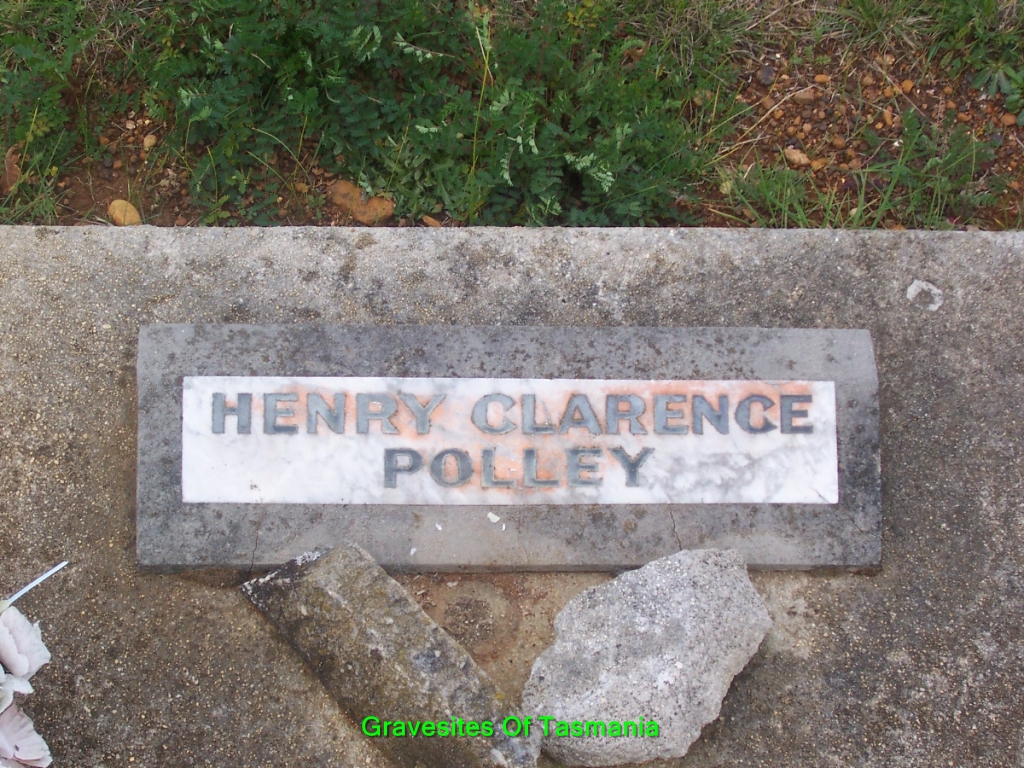 HENRY CLARENCE
POLLEY
Gravesites Of Tasmania